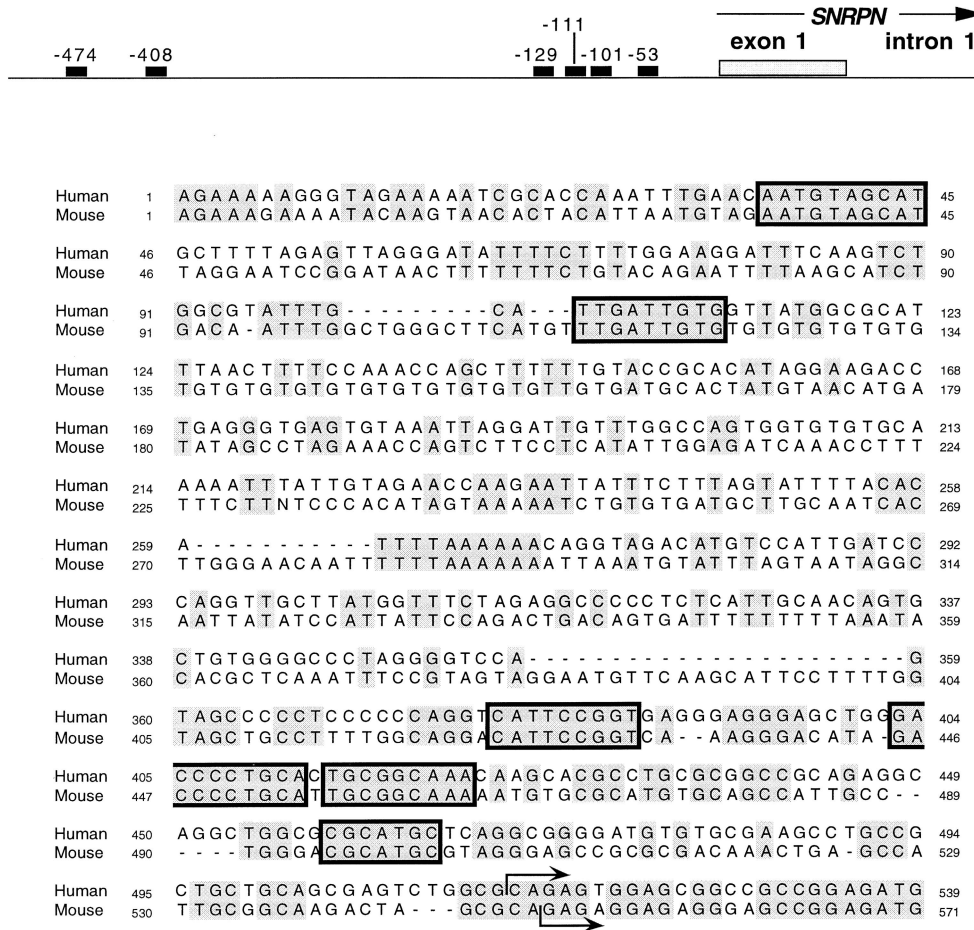 SNRPN
-111
exon 1 intron 1
-474 -408 -129 -101 -53
Human 1 AGAAAAAGGGTAGAAAAATCGCACCAAATTTGAACAATGTAGCAT 45
Mouse 1 AGAAAGAAAATACAAGTAACACTACATTAATGTAGAATGTAGCAT 45
Human 46 GCTTTTAGAGTTAGGGATATTTTCTTTTGGAAGGATTTCAAGTCT 90
Mouse 46 TAGGAATCCGGATAACTTTTTTTCTGTACAGAATTTTAAGCATCT 90
Human 91 GGCGTATTTG---------CA---TTGATTGTGGTTATGGCGCAT 123
Mouse 91 GACA-ATTTGGCTGGGCTTCATGTTTGATTGTGTGTGTGTGTGTG 134
Human 124 TTAACTTTTCCAAACCAGCTTTTTTGTACCGCACATAGGAAGACC 168
Mouse 135 TGTGTGTGTGTGTGTGTGTGTGTTGTGATGCACTATGTAACATGA 179
Human 169 TGAGGGTGAGTGTAAATTAGGATTGTTTGGCCAGTGGTGTGTGCA 213
Mouse 180 TATAGCCTAGAAACCAGTCTTCCTCATATTGGAGATCAAACCTTT 224
Human 214 AAAATTTATTGTAGAACCAAGAATTATTTCTTTAGTATTTTACAC 258
Mouse 225 TTTCTTNTCCCACATAGTAAAAATCTGTGTGATGCTTGCAATCAC 269
Human 259 A-----------TTTTAAAAAACAGGTAGACATGTCCATTGATCC 292
Mouse 270 TTGGGAACAATTTTTTAAAAAAATTAAATGTATTTAGTAATAGGC 314
Human 293 CAGGTTGCTTATGGTTTCTAGAGGCCCCCTCTCATTGCAACAGTG 337
Mouse 315 AATTATATCCATTATTCCAGACTGACAGTGATTTTTTTTTAAATA 359
Human 338 CTGTGGGGCCCTAGGGGTCCA-----------------------G 359
Mouse 360 CACGCTCAAATTTCCGTAGTAGGAATGTTCAAGCATTCCTTTTGG 404
Human 360 TAGCCCCCTCCCCCCAGGTCATTCCGGTGAGGGAGGGAGCTGGGA 404
Mouse 405 TAGCTGCCTTTTGGCAGGACATTCCGGTCA--AAGGGACATA-GA 446
Human 405 CCCCTGCACTGCGGCAAACAAGCACGCCTGCGCGGCCGCAGAGGC 449
Mouse 447 CCCCTGCATTGCGGCAAAAATGTGCGCATGTGCAGCCATTGCC-- 489
Human 450 AGGCTGGCGCGCATGCTCAGGCGGGGATGTGTGCGAAGCCTGCCG 494
Mouse 490 ----TGGGACGCATGCGTAGGGAGCCGCGCGACAAACTGA-GCCA 529
Human 495 CTGCTGCAGCGAGTCTGGCGCAGAGTGGAGCGGCCGCCGGAGATG 539
Mouse 530 TTGCGGCAAGACTA---GCGCAGAGAGGAGAGGGAGCCGGAGATG 571